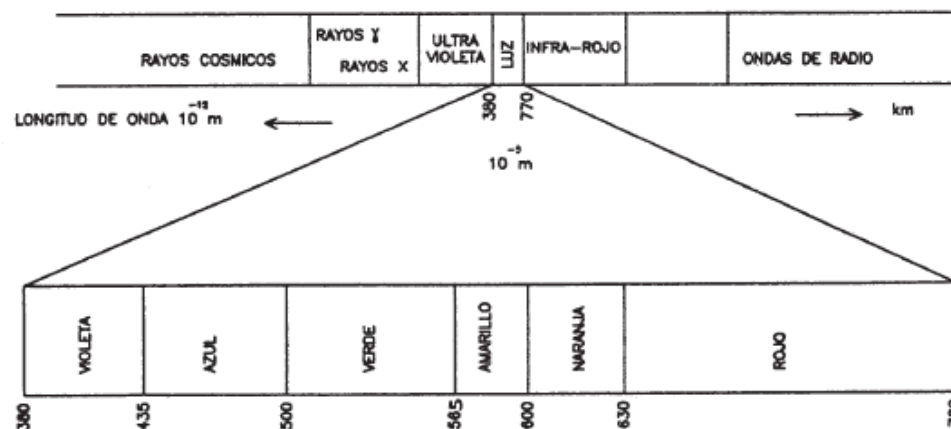 RAYOS COSMICOS
RAYOS ɣ
RAYOS X
ULTRA
VIOLETA
LUZ
INFRA-ROJO
ONDAS DE RADIO
LONGITUD DE ONDA 10⁻¹² m
380
770
km
10⁻⁹ m
VIOLETA
AZUL
VERDE
AMARILLO
NARANJA
ROJO
380
435
500
565
600
630